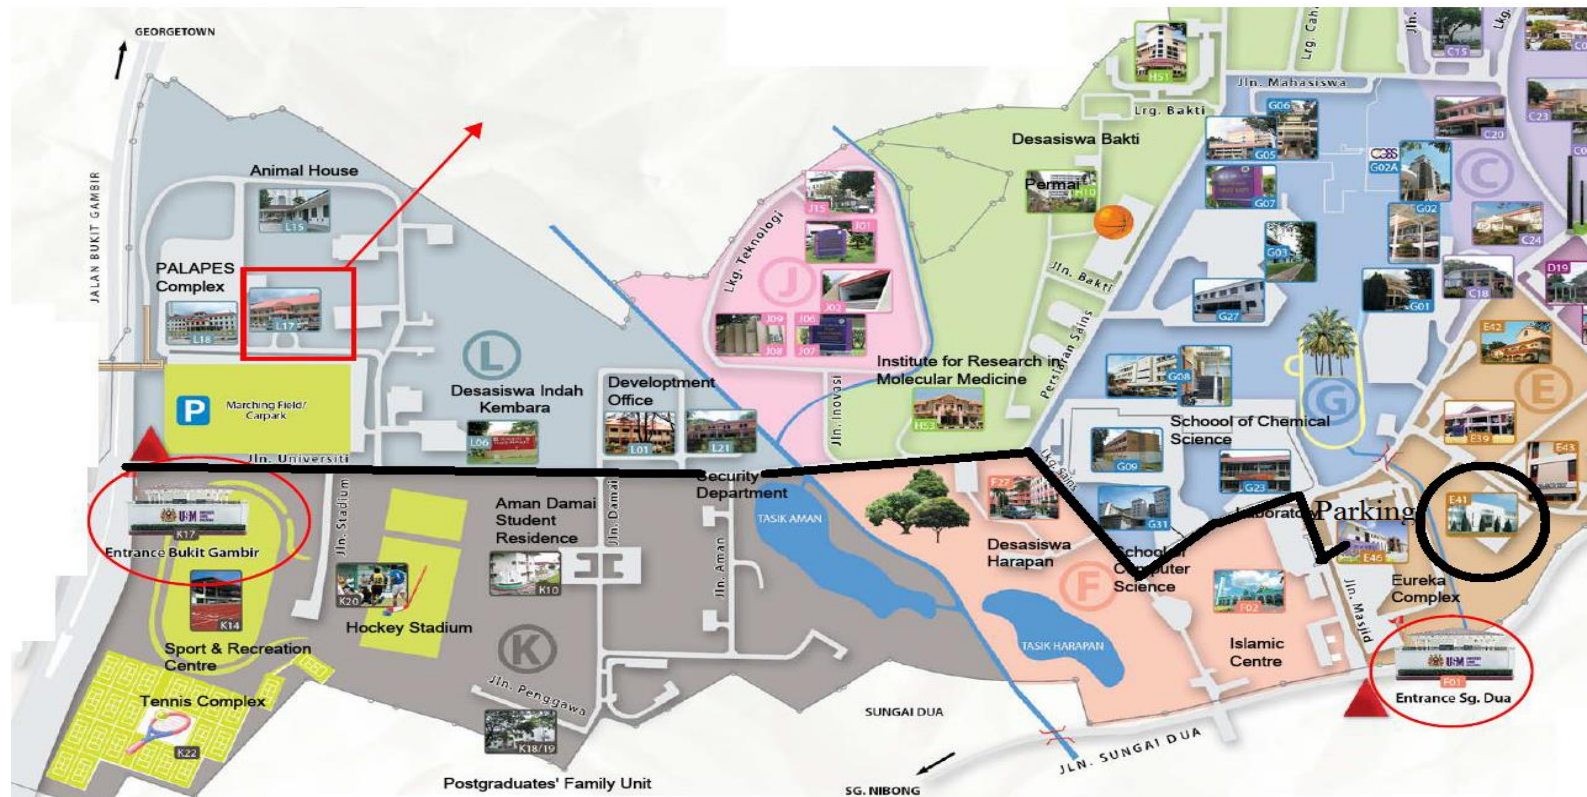 GEORGETOWN
JALAN BUKIT GAMBIR
Animal House
L15
PALAPES
Complex
L18
L17
P
Marching Field/
Carpark
Jln. Universiti
L
Desasiswa Indah
Kembara
L06
Developtment
Office
L01
L21
Security
Department
USM
K17
Entrance Bukit Gambir
Jln. Stadium
K14
K20
Hockey Stadium
Sport & Recreation
Centre
Tennis Complex
K22
Aman Damai
Student
Residence
K10
Jln. Damai
Jln. Aman
K
Jln. Penggawa
K18/19
Postgraduates' Family Unit
TASIK AMAN
Lkg. Teknologi
J15
J01
J
J02
J09
J08
J06
J07
Jln. Inovasi
Institute for Research in
Molecular Medicine
H53
H51
Lrg. Bakti
Desasiswa Bakti
Permai
H10
Jln. Bakti
Persiaran Sains
Jln. Mahasiswa
G06
G05
G07
G02A
G02
G03
G01
G27
G08
G
Schoool of Chemical
Science
G09
G23
Lkg. Sains
G31
Laboratory
Parking
F27
Desasiswa
Harapan
School of
Computer
Science
F
F02
Islamic
Centre
TASIK HARAPAN
E46
Eureka
Complex
Jln. Masjid
E41
E43
E39
E
E42
C15
C20
C23
C
C24
C18
D19
USM
F01
Entrance Sg. Dua
SUNGAI DUA
JLN. SUNGAI DUA
SG. NIBONG